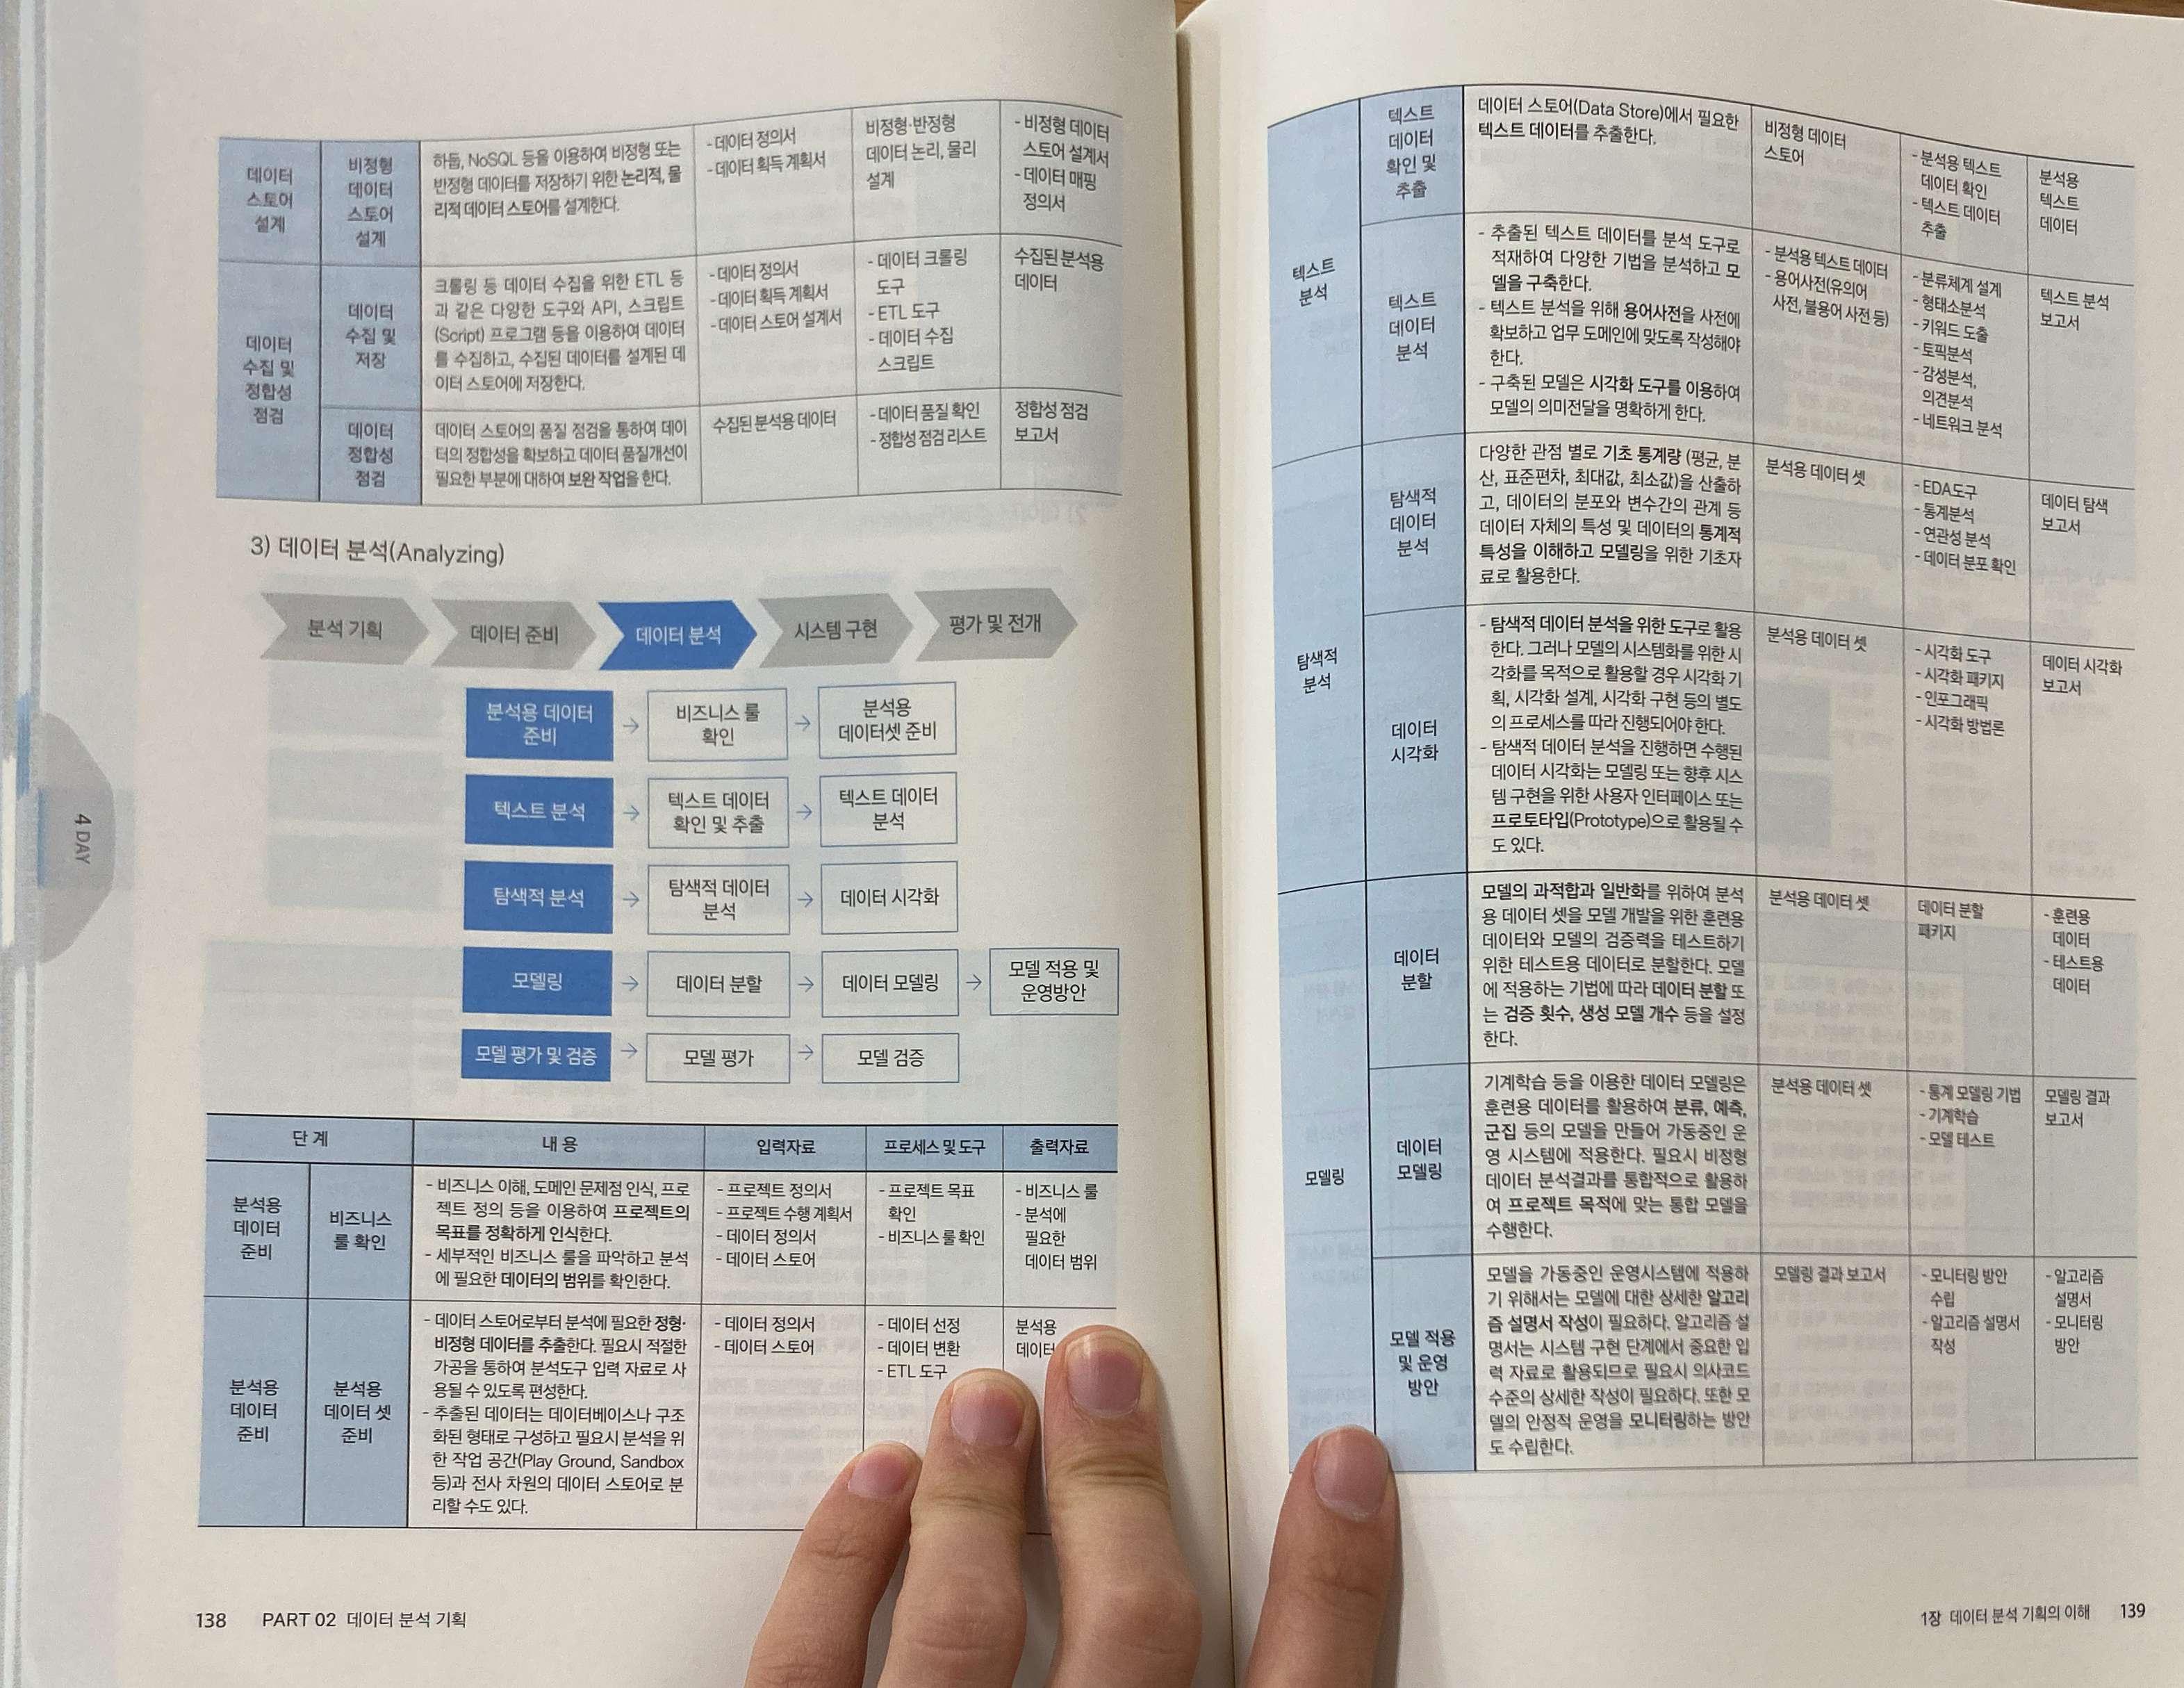 데이터
스토어
설계
비정형
데이터
스토어
설계
하둡, NoSQL 등을 이용하여 비정형 또는
반정형 데이터를 저장하기 위한 논리적, 물
리적 데이터 스토어를 설계한다.
- 데이터 정의서
- 데이터 획득 계획서
비정형·반정형
데이터 논리, 물리
설계
- 비정형 데이터
스토어 설계서
- 데이터 매핑
정의서
데이터
수집 및
정합성
점검
데이터
수집 및
저장
크롤링 등 데이터 수집을 위한 ETL 등
과 같은 다양한 도구와 API, 스크립트
(Script) 프로그램 등을 이용하여 데이터
를 수집하고, 수집된 데이터를 설계된 데
이터 스토어에 저장한다.
- 데이터 정의서
- 데이터 획득 계획서
- 데이터 스토어 설계서
- 데이터 크롤링
도구
- ETL 도구
- 데이터 수집
스크립트
수집된 분석용
데이터
데이터
정합성
점검
데이터 스토어의 품질 점검을 통하여 데이
터의 정합성을 확보하고 데이터 품질개선이
필요한 부분에 대하여 보완 작업을 한다.
수집된 분석용 데이터
- 데이터 품질 확인
- 정합성 점검 리스트
정합성 점검
보고서
3) 데이터 분석(Analyzing)
분석 기획
데이터 준비
데이터 분석
시스템 구현
평가 및 전개
분석용 데이터
준비
→
비즈니스 룰
확인
→
분석용
데이터셋 준비
텍스트 분석
→
텍스트 데이터
확인 및 추출
→
텍스트 데이터
분석
탐색적 분석
→
탐색적 데이터
분석
→
데이터 시각화
모델링
→
데이터 분할
→
데이터 모델링
→
모델 적용 및
운영방안
모델 평가 및 검증
→
모델 평가
→
모델 검증
단 계
내 용
입력자료
프로세스 및 도구
출력자료
분석용
데이터
준비
비즈니스
룰 확인
- 비즈니스 이해, 도메인 문제점 인식, 프로
젝트 정의 등을 이용하여 프로젝트의
목표를 정확하게 인식한다.
- 세부적인 비즈니스 룰을 파악하고 분석
에 필요한 데이터의 범위를 확인한다.
- 프로젝트 정의서
- 프로젝트 수행 계획서
- 데이터 정의서
- 데이터 스토어
- 프로젝트 목표
확인
- 비즈니스 룰 확인
- 비즈니스 룰
- 분석에
필요한
데이터 범위
분석용
데이터
준비
분석용
데이터 셋
준비
- 데이터 스토어로부터 분석에 필요한 정형·
비정형 데이터를 추출한다. 필요시 적절한
가공을 통하여 분석도구 입력 자료로 사
용될 수 있도록 편성한다.
- 추출된 데이터는 데이터베이스나 구조
화된 형태로 구성하고 필요시 분석을 위
한 작업 공간(Play Ground, Sandbox
등)과 전사 차원의 데이터 스토어로 분
리할 수도 있다.
- 데이터 정의서
- 데이터 스토어
- 데이터 선정
- 데이터 변환
- ETL 도구
분석용
데이터
4 DAY
138 PART 02 데이터 분석 기획
텍스트
분석
텍스트
데이터
확인 및
추출
데이터 스토어(Data Store)에서 필요한
텍스트 데이터를 추출한다.
비정형 데이터
스토어
- 분석용 텍스트
데이터 확인
- 텍스트 데이터
추출
분석용
텍스트
데이터
텍스트
데이터
분석
- 추출된 텍스트 데이터를 분석 도구로
적재하여 다양한 기법을 분석하고 모
델을 구축한다.
- 텍스트 분석을 위해 용어사전을 사전에
확보하고 업무 도메인에 맞도록 작성해야
한다.
- 구축된 모델은 시각화 도구를 이용하여
모델의 의미전달을 명확하게 한다.
- 분석용 텍스트 데이터
- 용어사전(유의어
사전, 불용어 사전 등)
- 분류체계 설계
- 형태소분석
- 키워드 도출
- 토픽분석
- 감성분석,
의견분석
- 네트워크 분석
텍스트 분석
보고서
탐색적
분석
탐색적
데이터
분석
다양한 관점 별로 기초 통계량 (평균, 분
산, 표준편차, 최대값, 최소값)을 산출하
고, 데이터의 분포와 변수간의 관계 등
데이터 자체의 특성 및 데이터의 통계적
특성을 이해하고 모델링을 위한 기초자
료로 활용한다.
분석용 데이터 셋
- EDA도구
- 통계분석
- 연관성 분석
- 데이터 분포 확인
데이터 탐색
보고서
데이터
시각화
- 탐색적 데이터 분석을 위한 도구로 활용
한다. 그러나 모델의 시스템화를 위한 시
각화를 목적으로 활용할 경우 시각화 기
획, 시각화 설계, 시각화 구현 등의 별도
의 프로세스를 따라 진행되어야 한다.
- 탐색적 데이터 분석을 진행하면 수행된
데이터 시각화는 모델링 또는 향후 시스
템 구현을 위한 사용자 인터페이스 또는
프로토타입(Prototype)으로 활용될 수
도 있다.
분석용 데이터 셋
- 시각화 도구
- 시각화 패키지
- 인포그래픽
- 시각화 방법론
데이터 시각화
보고서
모델링
데이터
분할
모델의 과적합과 일반화를 위하여 분석
용 데이터 셋을 모델 개발을 위한 훈련용
데이터와 모델의 검증력을 테스트하기
위한 테스트용 데이터로 분할한다. 모델
에 적용하는 기법에 따라 데이터 분할 또
는 검증 횟수, 생성 모델 개수 등을 설정
한다.
분석용 데이터 셋
데이터 분할
패키지
- 훈련용
데이터
- 테스트용
데이터
데이터
모델링
기계학습 등을 이용한 데이터 모델링은
훈련용 데이터를 활용하여 분류, 예측,
군집 등의 모델을 만들어 가동중인 운
영 시스템에 적용한다. 필요시 비정형
데이터 분석결과를 통합적으로 활용하
여 프로젝트 목적에 맞는 통합 모델을
수행한다.
분석용 데이터 셋
- 통계 모델링 기법
- 기계학습
- 모델 테스트
모델링 결과
보고서
모델 적용
및 운영
방안
모델을 가동중인 운영시스템에 적용하
기 위해서는 모델에 대한 상세한 알고리
즘 설명서 작성이 필요하다. 알고리즘 설
명서는 시스템 구현 단계에서 중요한 입
력 자료로 활용되므로 필요시 의사코드
수준의 상세한 작성이 필요하다. 또한 모
델의 안정적 운영을 모니터링하는 방안
도 수립한다.
모델링 결과 보고서
- 모니터링 방안
수립
- 알고리즘 설명서
작성
- 알고리즘
설명서
- 모니터링
방안
1장 데이터 분석 기획의 이해 139